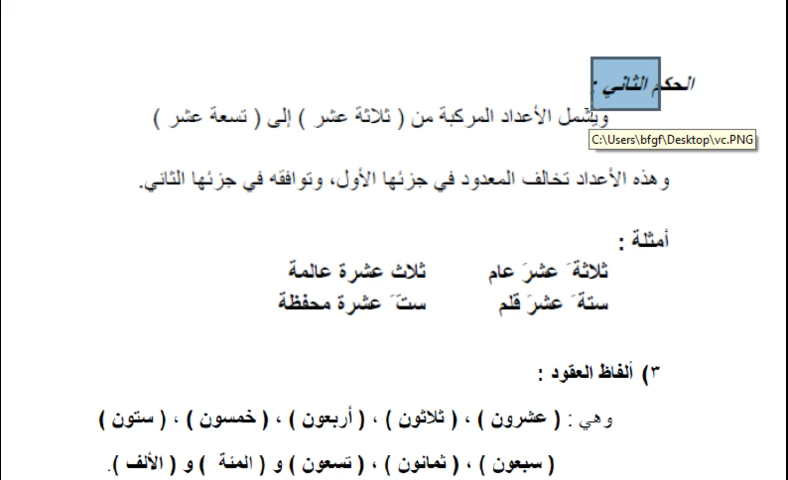 الحكم الثاني :
ويشمل الأعداد المركبة من ( ثلاثة عشر ) إلى ( تسعة عشر )
C:\Users\bfgf\Desktop\vc.PNG
وهذه الأعداد تخالف المعدود في جزئها الأول، وتوافقه في جزئها الثاني.
أمثلة :
ثلاثة َ عشرَ عام ثلاث عشرة عالمة
ستة َ عشرَ قلم ستّ َ عشرة محفظة
٣) ألفاظ العقود :
وهي : ( عشرون ) ، ( ثلاثون ) ، ( أربعون ) ، ( خمسون ) ، ( ستون )
( سبعون ) ، ( ثمانون ) ، ( تسعون ) و ( المئة ) و ( الألف ).